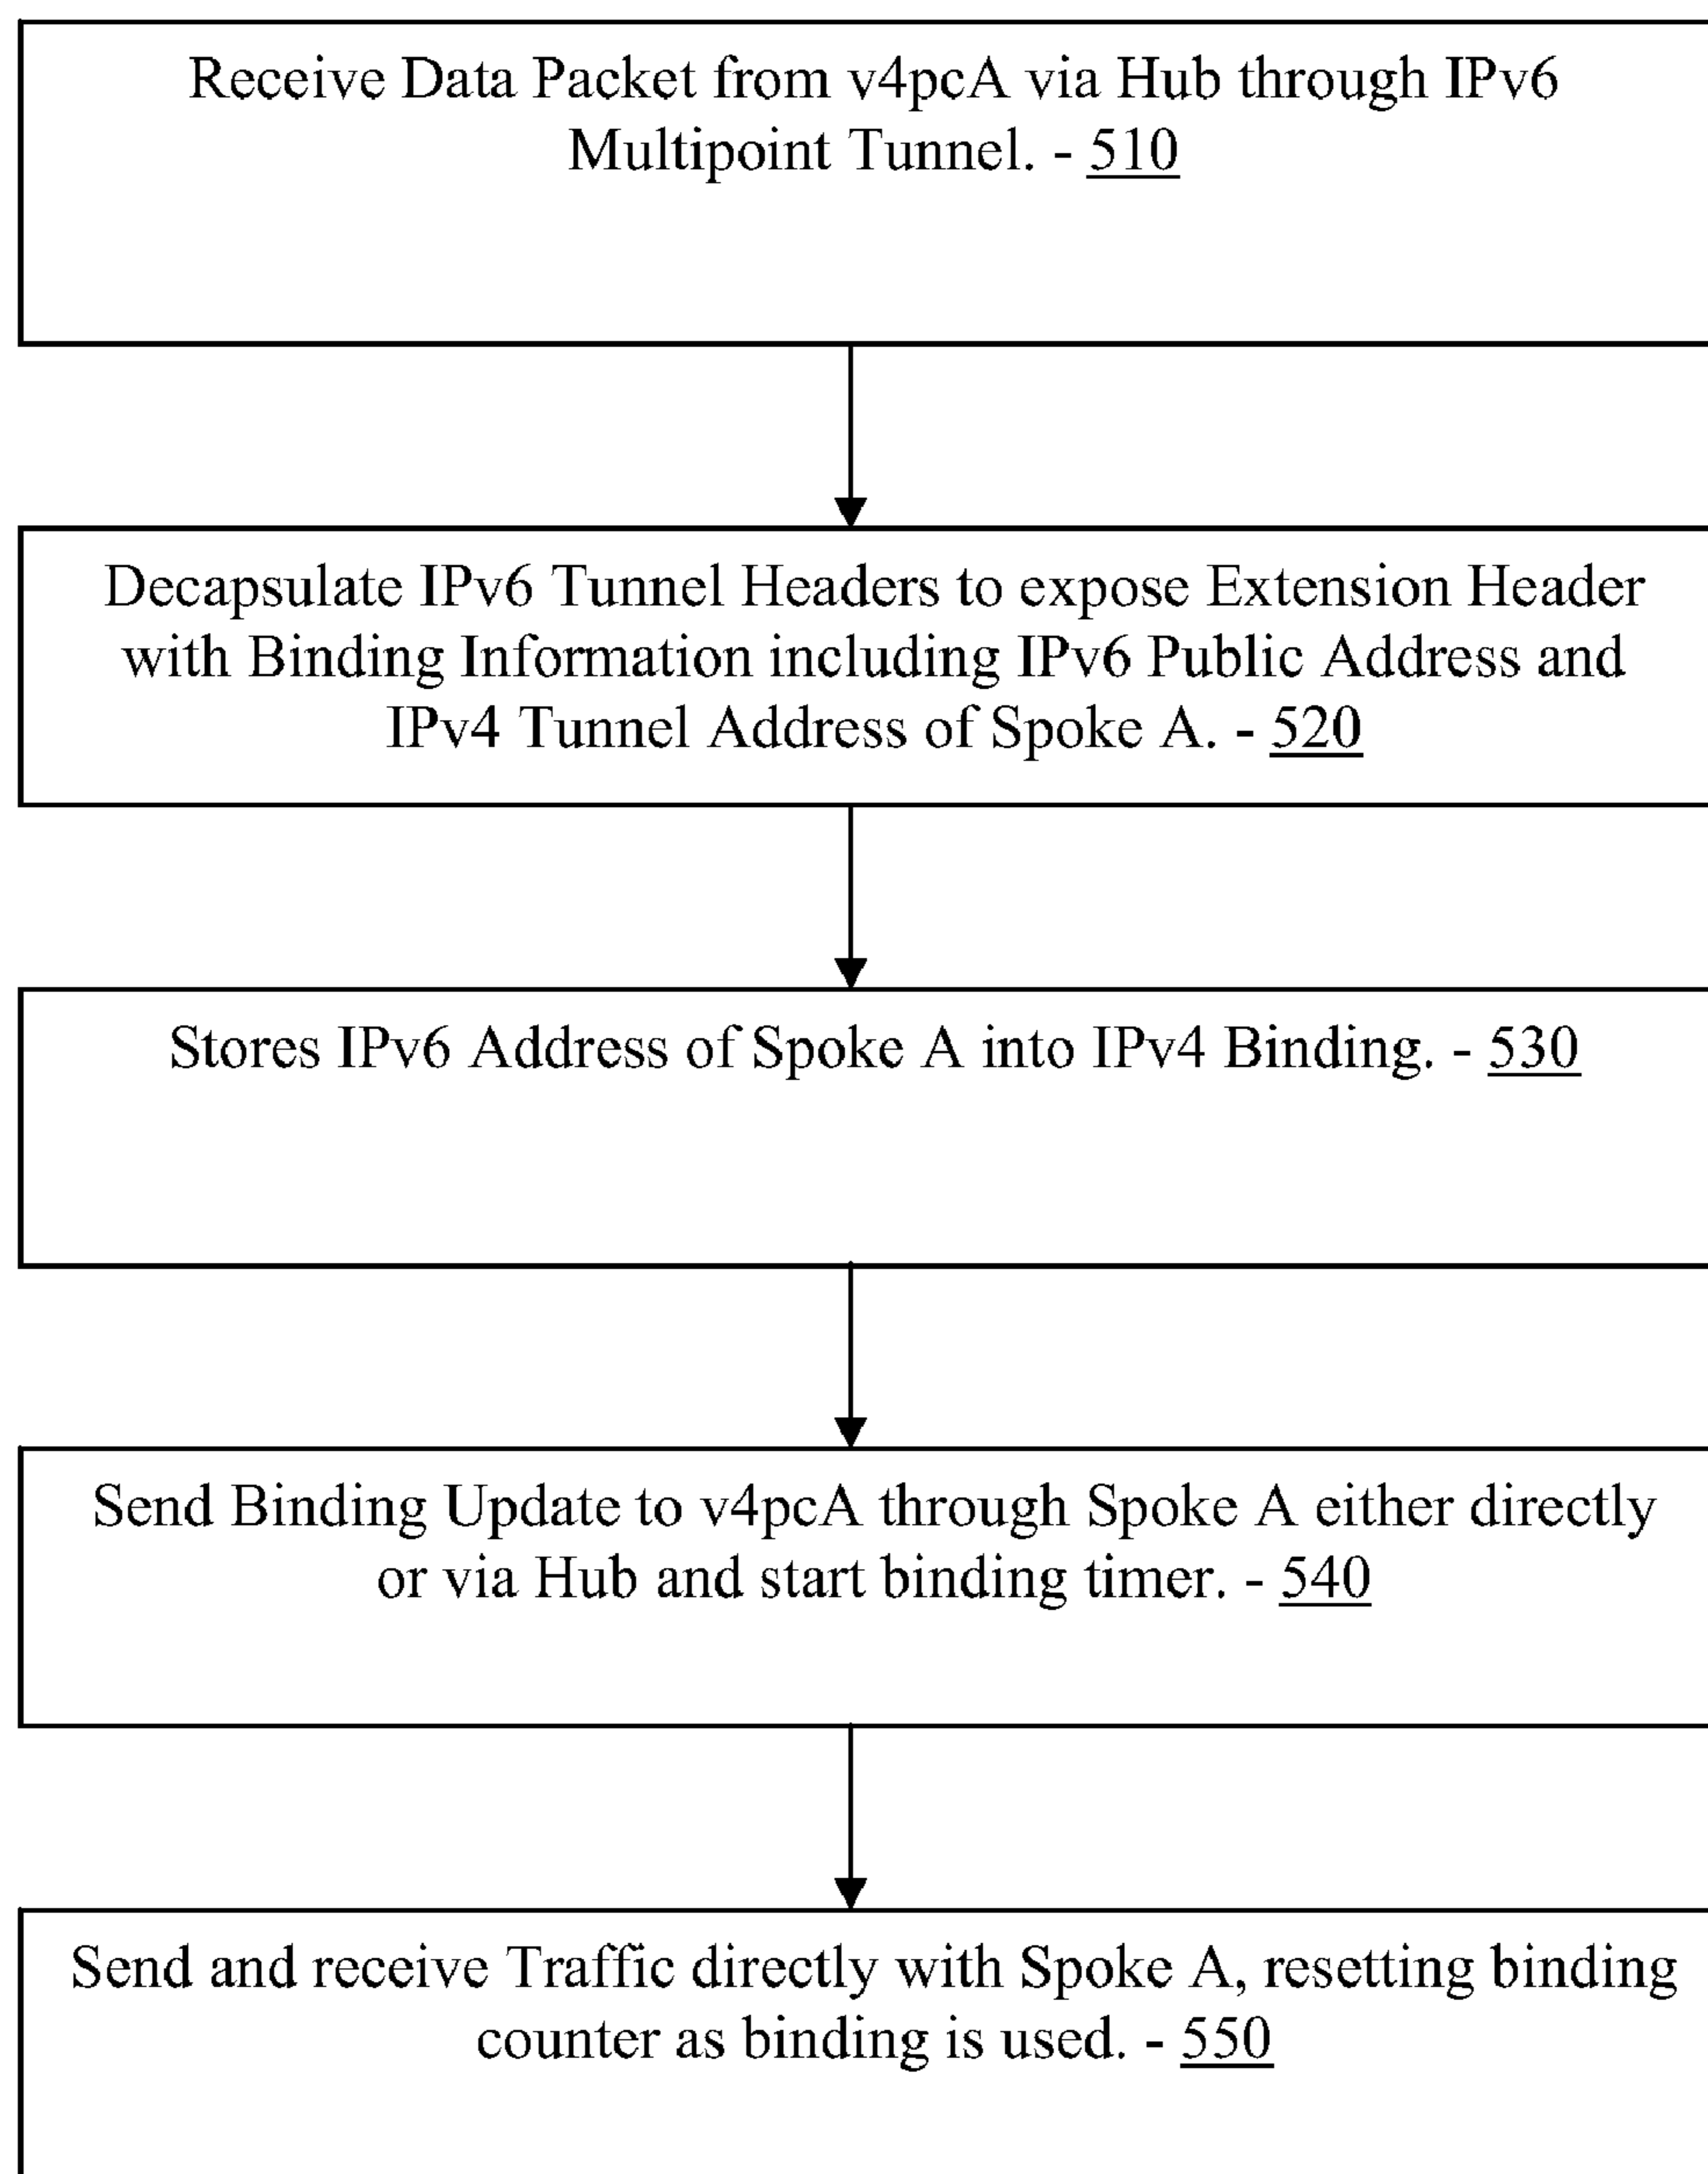 Receive Data Packet from v4pcA via Hub through IPv6
Multipoint Tunnel. - 510
Decapsulate IPv6 Tunnel Headers to expose Extension Header
with Binding Information including IPv6 Public Address and
IPv4 Tunnel Address of Spoke A. - 520
Stores IPv6 Address of Spoke A into IPv4 Binding. - 530
Send Binding Update to v4pcA through Spoke A either directly
or via Hub and start binding timer. - 540
Send and receive Traffic directly with Spoke A, resetting binding
counter as binding is used. - 550